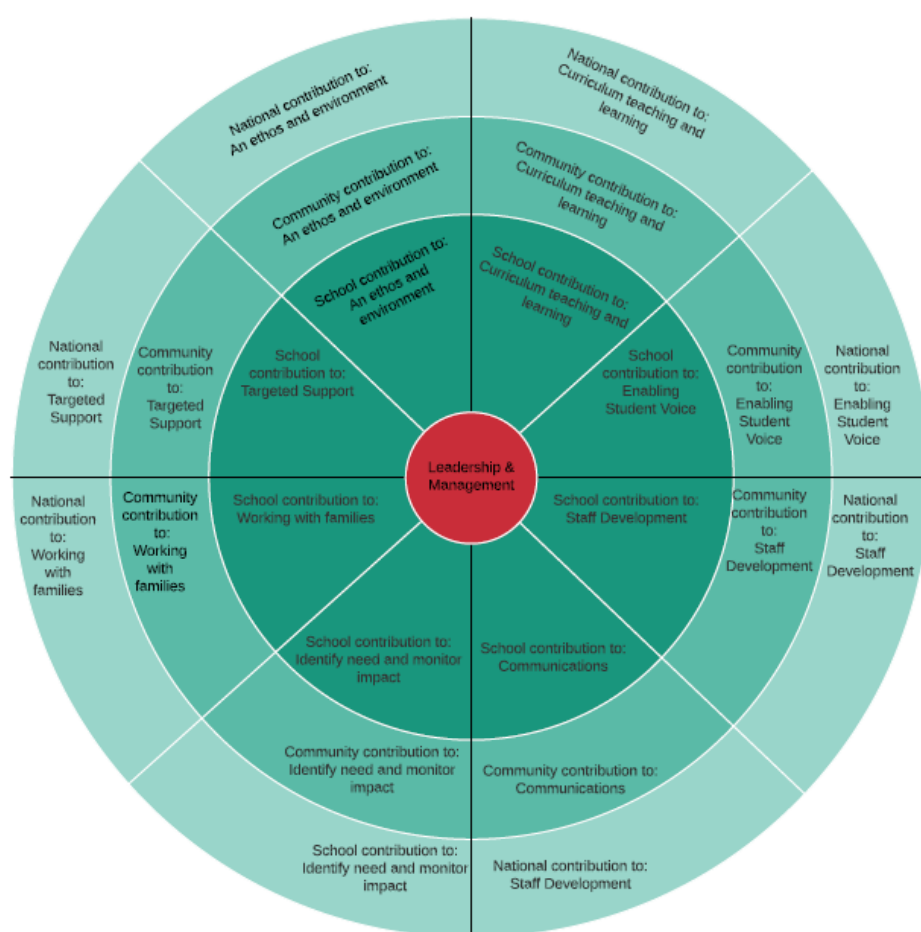 National contribution to:
An ethos and environment
National contribution to:
Curriculum teaching and
learning
Community contribution to:
An ethos and environment
Community contribution to:
Curriculum teaching and
learning
School contribution to:
An ethos and
environment
School contribution to:
Curriculum teaching and
learning
National
contribution
to:
Targeted
Support
Community
contribution
to:
Targeted
Support
School
contribution to:
Targeted Support
School
contribution to:
Enabling
Student Voice
Community
contribution
to:
Enabling
Student
Voice
National
contribution
to:
Enabling
Student
Voice
Leadership &
Management
National
contribution
to:
Working
with
families
Community
contribution
to:
Working
with
families
School contribution to:
Working with families
School contribution to:
Staff Development
Community
contribution
to:
Staff
Development
National
contribution
to:
Staff
Development
School contribution to:
Identify need and monitor
impact
School contribution to:
Communications
Community contribution to:
Identify need and monitor
impact
Community contribution to:
Communications
School contribution to:
Identify need and monitor
impact
National contribution to:
Staff Development